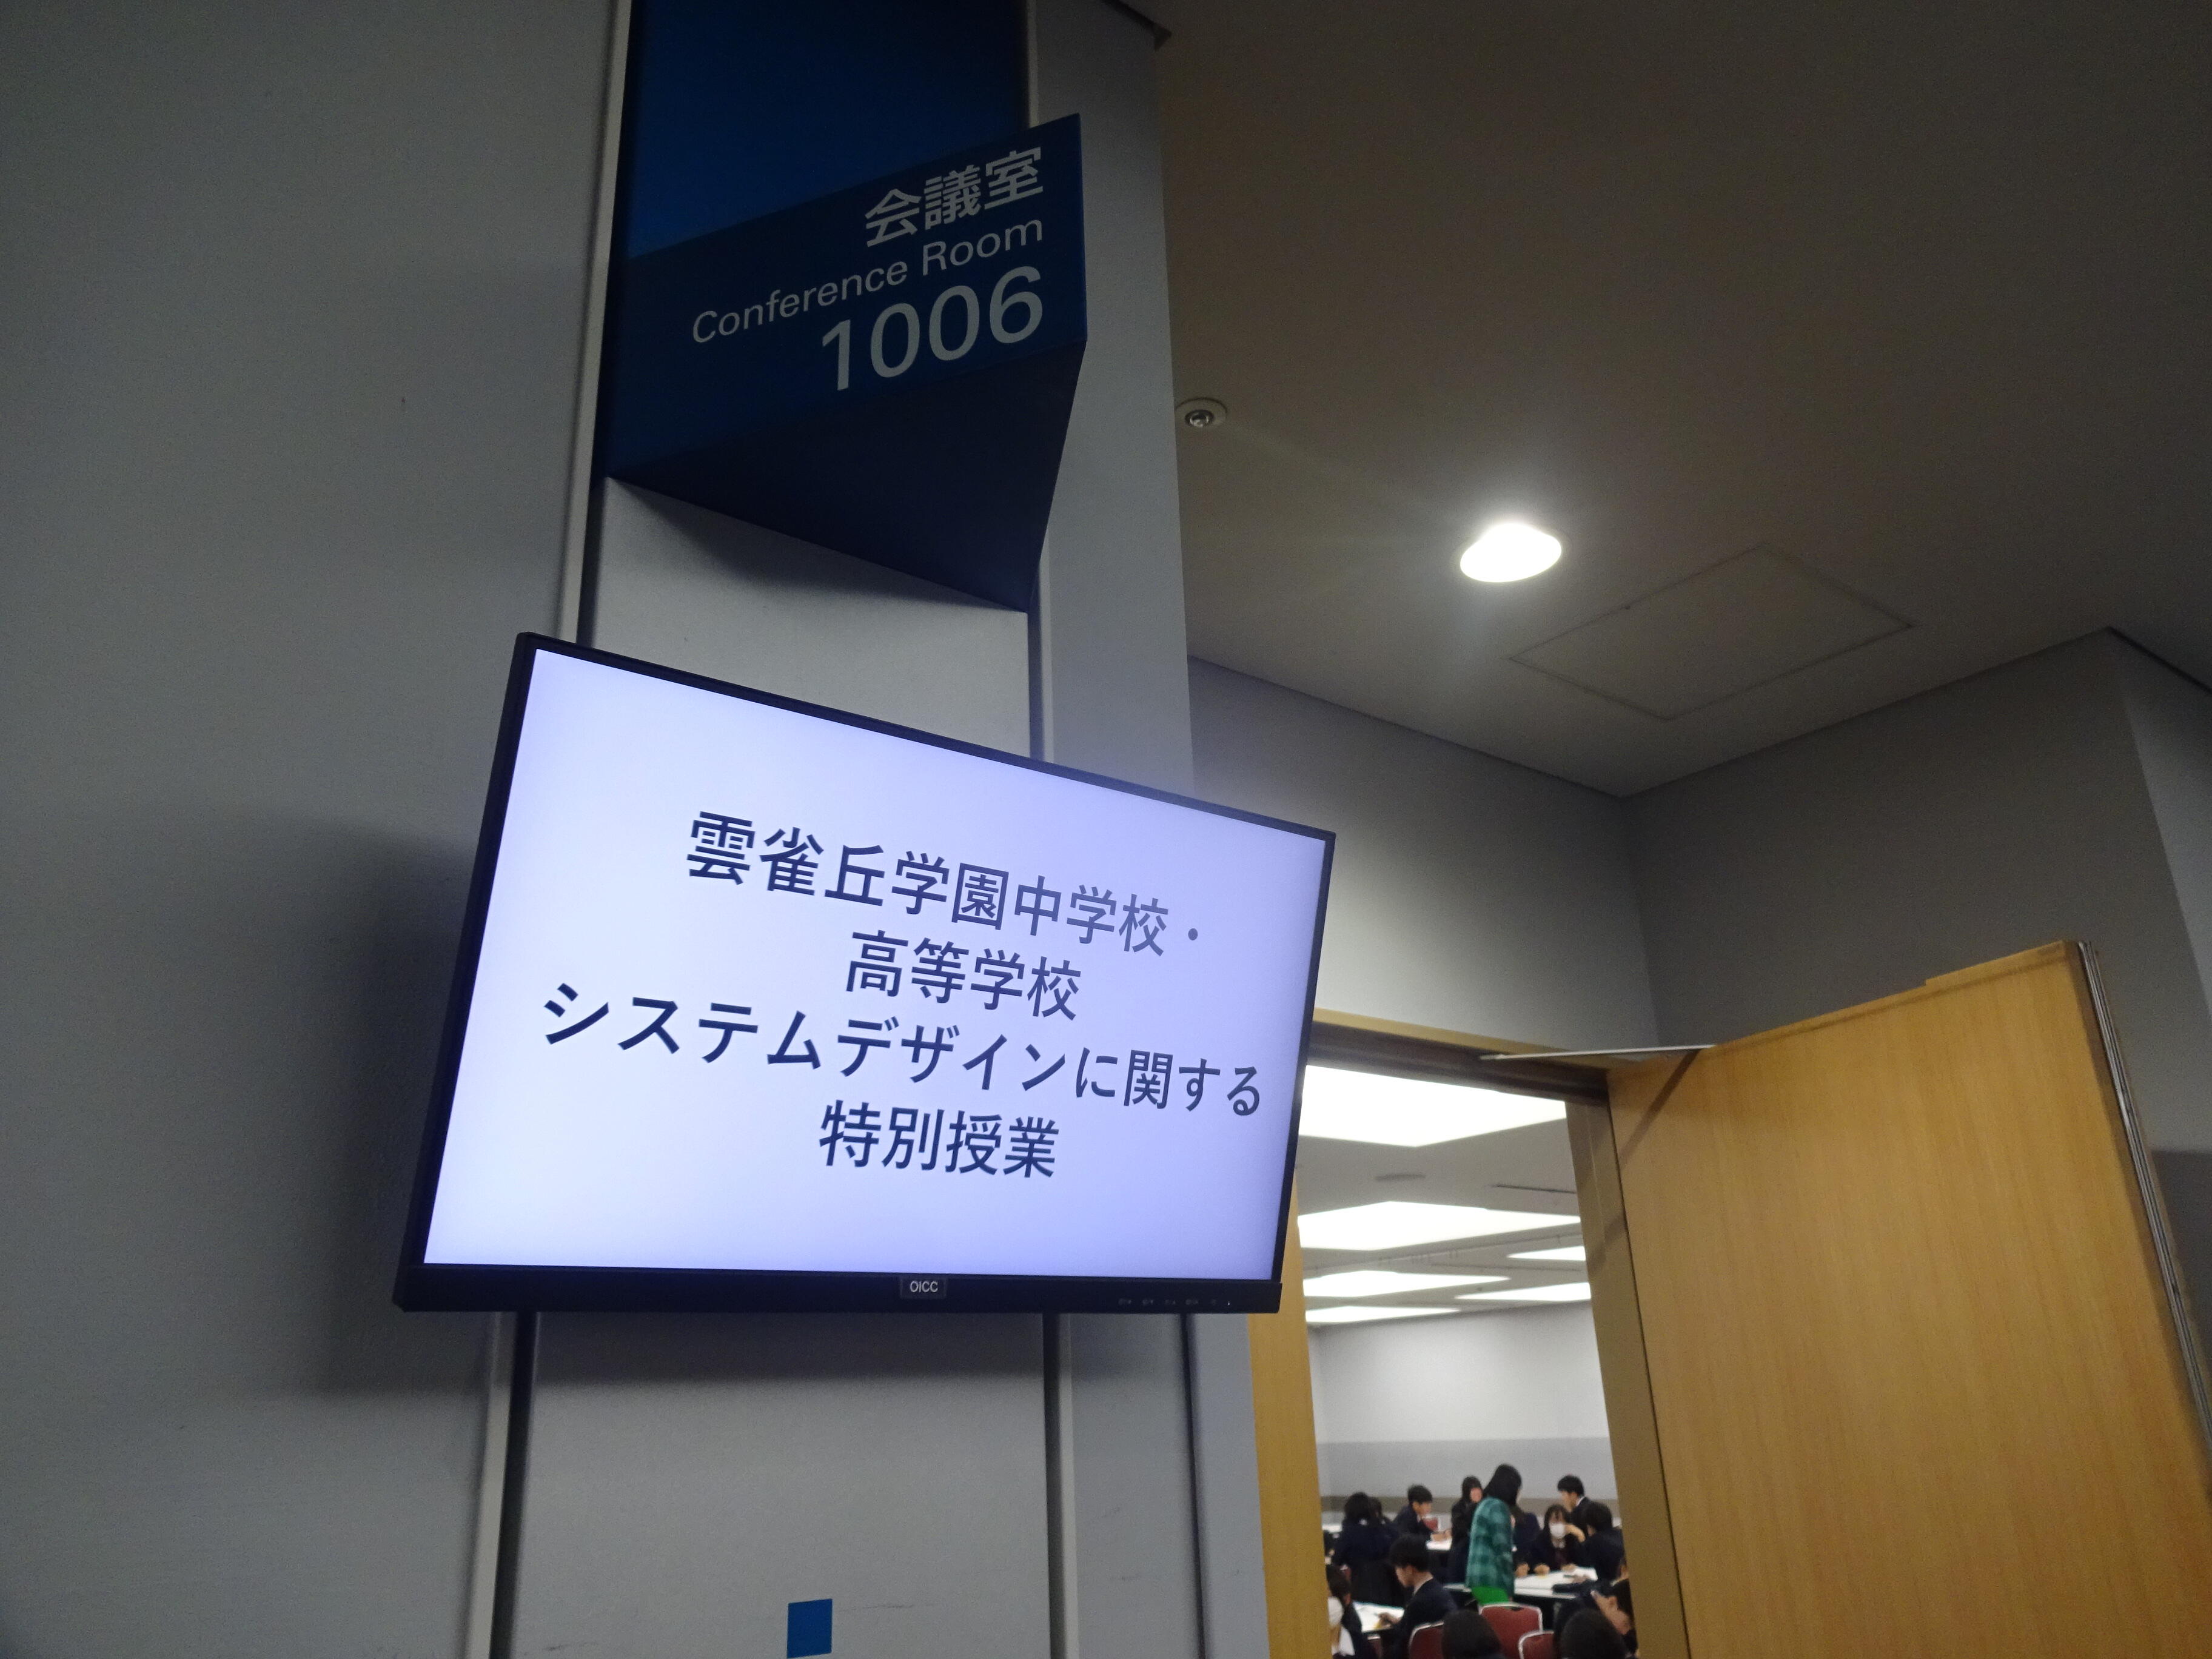 会議室
Conference Room
1006
雲雀丘学園中学校・
高等学校
システムデザインに関する
特別授業
OICC